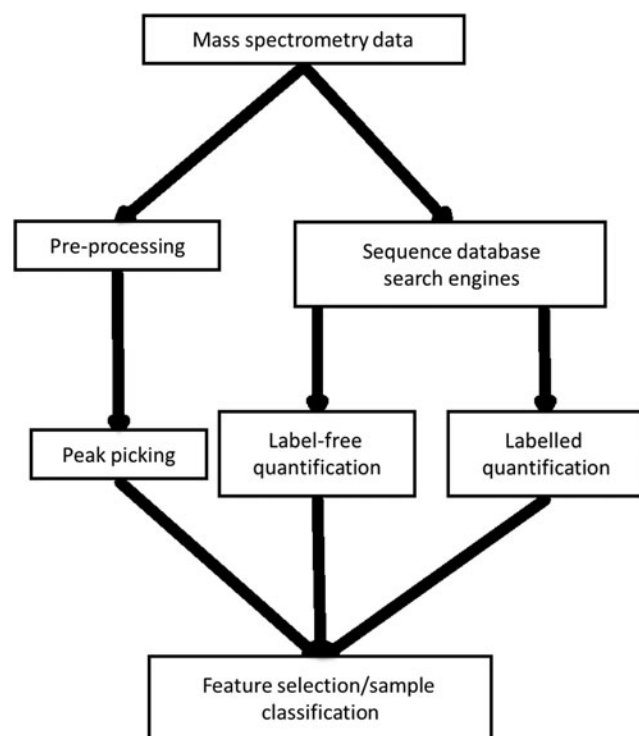 Mass spectrometry data
Pre-processing
Sequence database
search engines
Peak picking
Label-free
quantification
Labelled
quantification
Feature selection/sample
classification